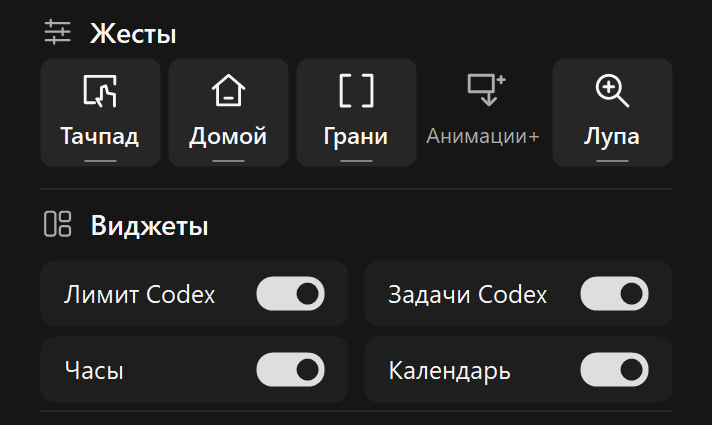 Жесты
Тачпад Домой Грани Анимации+ Лупа
Виджеты
Лимит Codex Задачи Codex
Часы Календарь